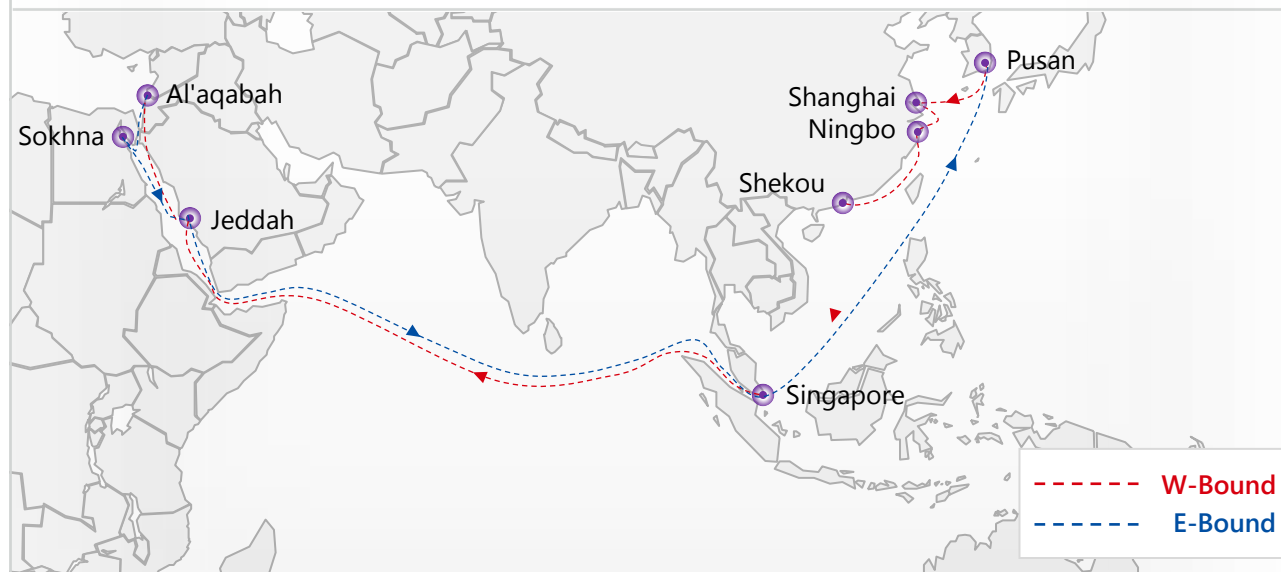 Pusan
Al'aqabah
Shanghai
Ningbo
Sokhna
Shekou
Jeddah
Singapore
W-Bound
E-Bound